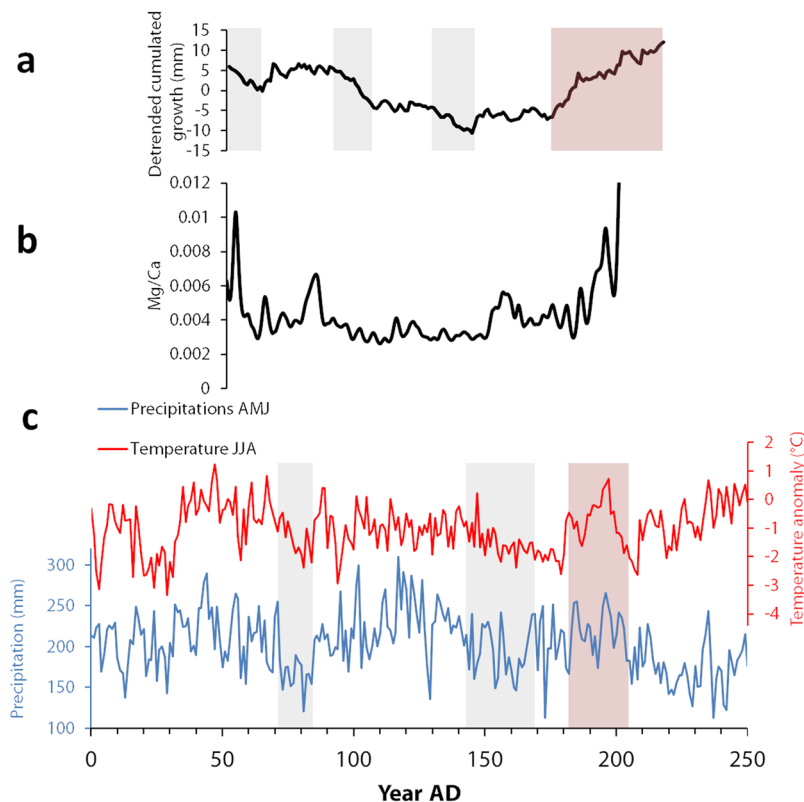 a
Detrended cumulated
growth (mm)
15
10
5
0
-5
-10
-15
b
Mg/Ca
0.012
0.01
0.008
0.006
0.004
0.002
0
c
Precipitations AMJ
Temperature JJA
Precipitation (mm)
300
250
200
150
100
2
1
0
-1
-2
-3
-4
Temperature anomaly (°C)
0 50 100 150 200 250
Year AD